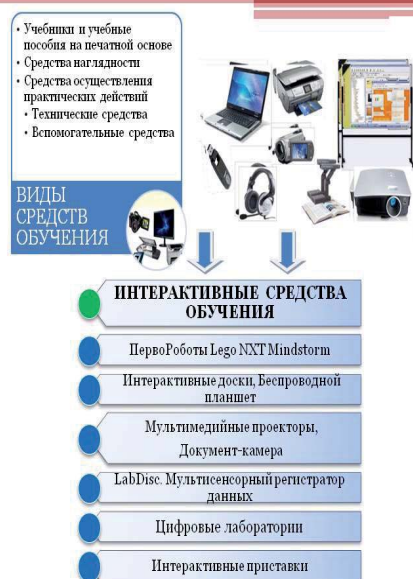 • Учебники и учебные
пособия на печатной основе
• Средства наглядности
• Средства осуществления
практических действий
• Технические средства
• Вспомогательные средства
ВИДЫ
СРЕДСТВ
ОБУЧЕНИЯ
ИНТЕРАКТИВНЫЕ СРЕДСТВА
ОБУЧЕНИЯ
ПервоРоботы Lego NXT Mindstorm
Интерактивные доски, Беспроводной
планшет
Мультимедийные проекторы,
Документ-камера
LabDisc. Мультисенсорный регистратор
данных
Цифровые лаборатории
Интерактивные приставки